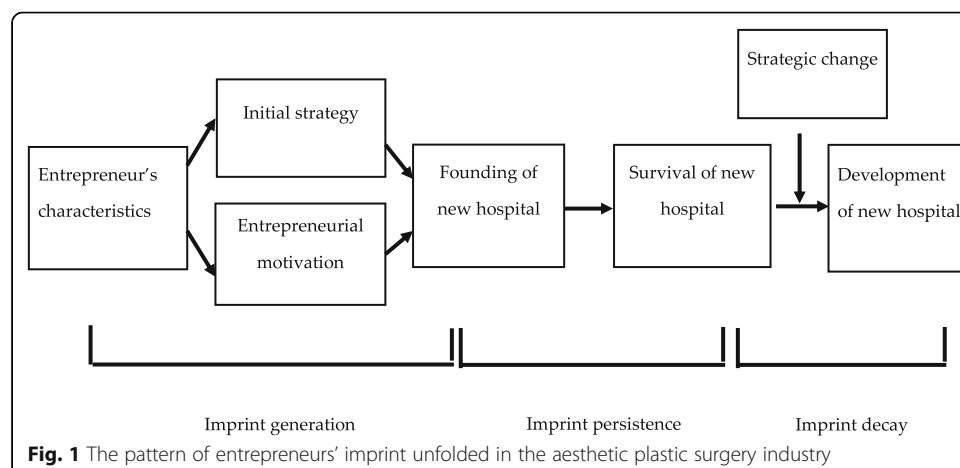 Strategic change
Initial strategy
Entrepreneur's
characteristics
Founding of
new hospital
Survival of new
hospital
Development
of new hospital
Entrepreneurial
motivation
Imprint generation
Imprint persistence
Imprint decay
Fig. 1 The pattern of entrepreneurs' imprint unfolded in the aesthetic plastic surgery industry